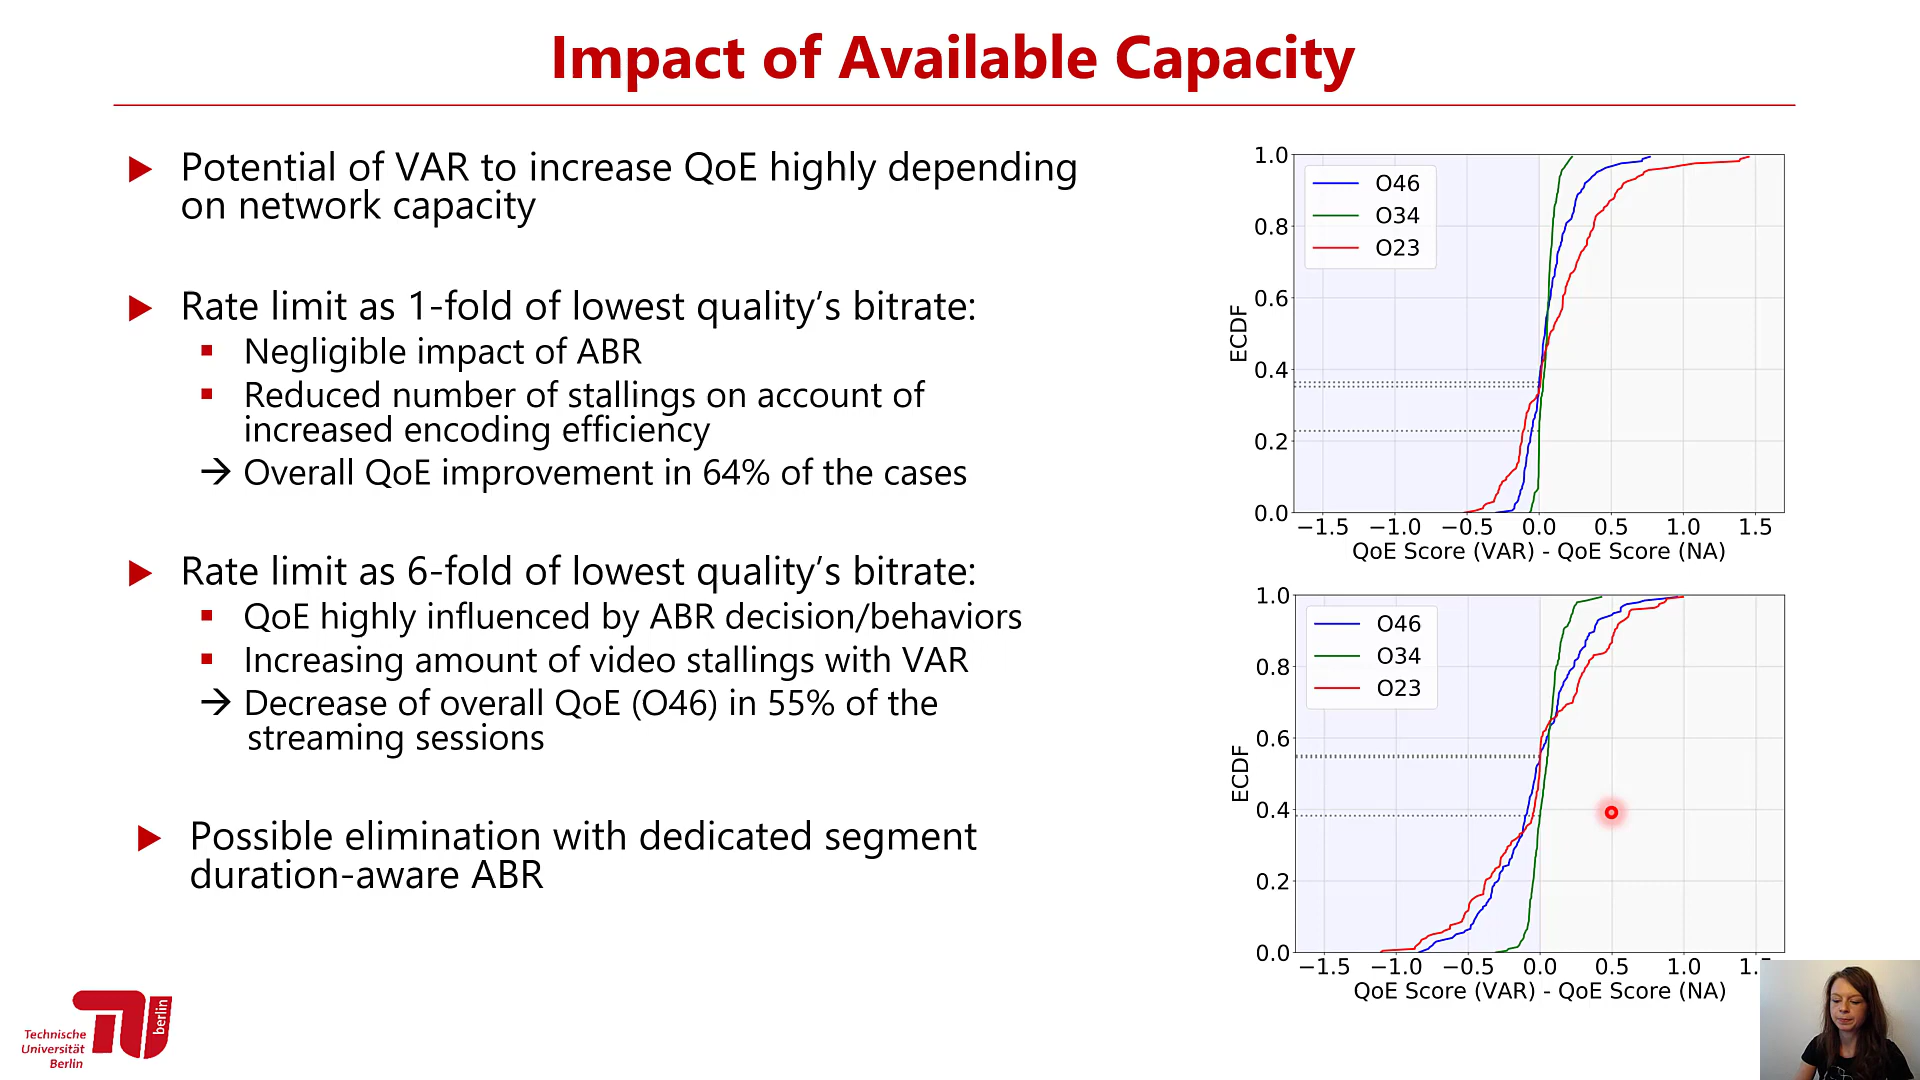 Impact of Available Capacity
Potential of VAR to increase QoE highly depending
on network capacity
Rate limit as 1-fold of lowest quality’s bitrate:
Negligible impact of ABR
Reduced number of stallings on account of
increased encoding efficiency
→ Overall QoE improvement in 64% of the cases
Rate limit as 6-fold of lowest quality’s bitrate:
QoE highly influenced by ABR decision/behaviors
Increasing amount of video stallings with VAR
→ Decrease of overall QoE (O46) in 55% of the
streaming sessions
Possible elimination with dedicated segment
duration-aware ABR
1.0
0.8
0.6
0.4
0.2
0.0
ECDF
O46
O34
O23
−1.5 −1.0 −0.5 0.0 0.5 1.0 1.5
QoE Score (VAR) - QoE Score (NA)
1.0
0.8
0.6
0.4
0.2
0.0
ECDF
O46
O34
O23
−1.5 −1.0 −0.5 0.0 0.5 1.0
QoE Score (VAR) - QoE Score (NA)
berlin
Technische
Universität
Berlin